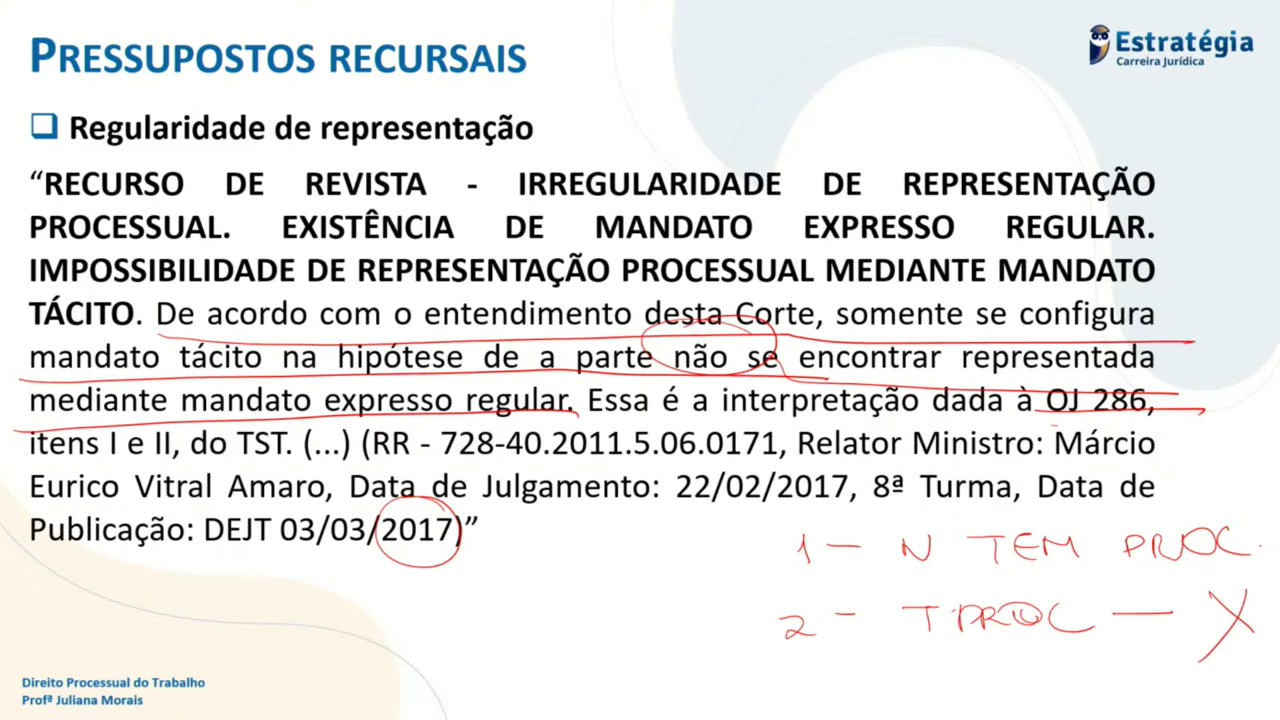 PRESSUPOSTOS RECURSAIS
Estratégia
Carreira Jurídica
❑ Regularidade de representação
“RECURSO DE REVISTA - IRREGULARIDADE DE REPRESENTAÇÃO
PROCESSUAL. EXISTÊNCIA DE MANDATO EXPRESSO REGULAR.
IMPOSSIBILIDADE DE REPRESENTAÇÃO PROCESSUAL MEDIANTE MANDATO
TÁCITO. De acordo com o entendimento desta Corte, somente se configura
mandato tácito na hipótese de a parte não se encontrar representada
mediante mandato expresso regular. Essa é a interpretação dada à OJ 286,
itens I e II, do TST. (...) (RR - 728-40.2011.5.06.0171, Relator Ministro: Márcio
Eurico Vitral Amaro, Data de Julgamento: 22/02/2017, 8ª Turma, Data de
Publicação: DEJT 03/03/2017)”
1 - N TEM PROC.
2 - T.PROC — X
Direito Processual do Trabalho
Profª Juliana Morais